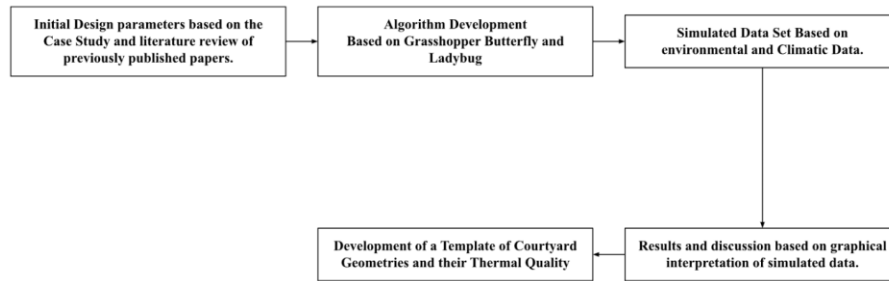 Initial Design parameters based on the
Case Study and literature review of
previously published papers.
Algorithm Development
Based on Grasshopper Butterfly and
Ladybug
Simulated Data Set Based on
environmental and Climatic Data.
Results and discussion based on graphical
interpretation of simulated data.
Development of a Template of Courtyard
Geometries and their Thermal Quality